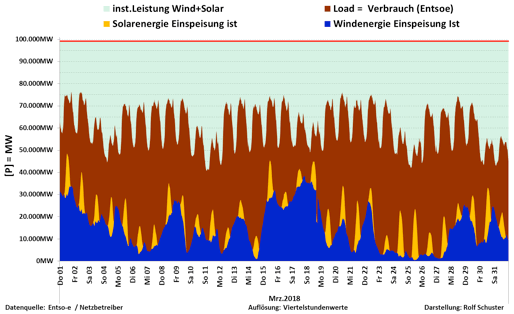 inst.Leistung Wind+Solar
Load = Verbrauch (Entsoe)
Solarenergie Einspeisung ist
Windenergie Einspeisung Ist
100.000MW
90.000MW
80.000MW
70.000MW
60.000MW
50.000MW
40.000MW
30.000MW
20.000MW
10.000MW
0MW
[P] = MW
Do 01
Fr 02
Sa 03
So 04
Mo 05
Di 06
Mi 07
Do 08
Fr 09
Sa 10
So 11
Mo 12
Di 13
Mi 14
Do 15
Fr 16
Sa 17
So 18
Mo 19
Di 20
Mi 21
Do 22
Fr 23
Sa 24
So 25
Mo 26
Di 27
Mi 28
Do 29
Fr 30
Sa 31
Mrz.2018
Datenquelle: Entso-e / Netzbetreiber
Auflösung: Viertelstundenwerte
Darstellung: Rolf Schuster